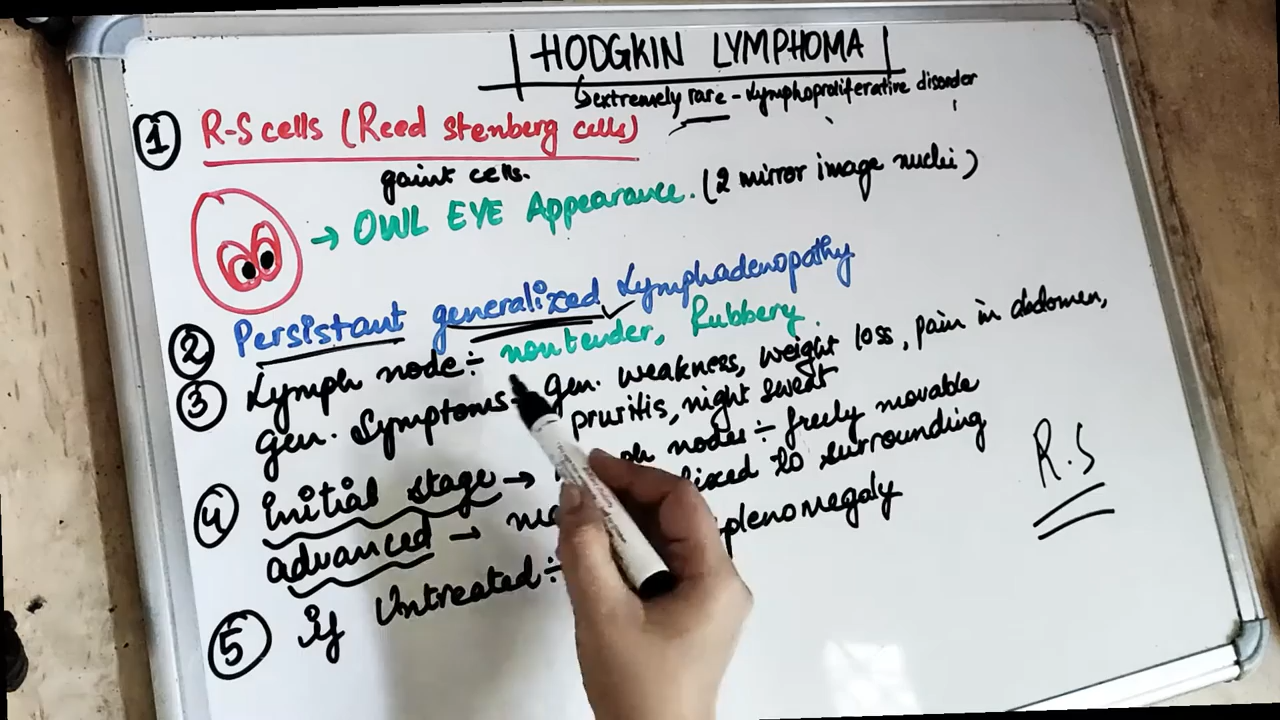 HODGKIN LYMPHOMA
extremely rare - lymphoproliferative disorder
1 R-S cells (Reed stenberg cells)
gaint cells.
→ OWL EYE Appearance. (2 mirror image nuclei)
2 Persistant generalized lymphadenopathy
3 Lymph node÷ nontender, Rubbery
gen. Symptoms- gen. weakness, weight loss, pain in abdomen,
pruritis, night sweat
4 Initial stage → nodes ÷ freely movable
advanced → to surrounding
5 if Untreated÷ splenomegaly
R.S